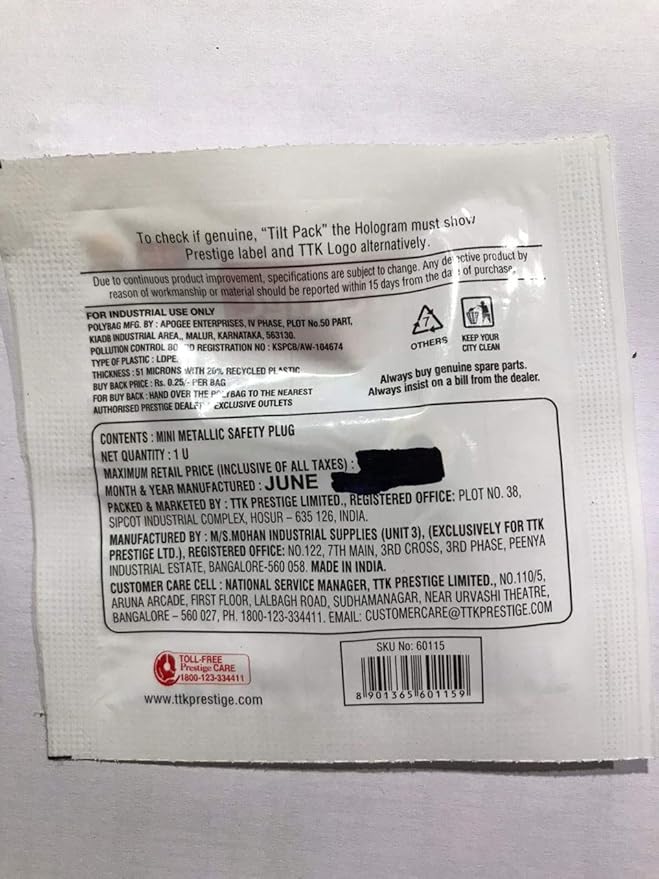 To check if genuine, "Tilt Pack" the Hologram must show
Prestige label and TTK Logo alternatively.
Due to continuous product improvement, specifications are subject to change. Any defective product by
reason of workmanship or material should be reported within 15 days from the date of purchase.
FOR INDUSTRIAL USE ONLY
POLYBAG MFG. BY : APOGEE ENTERPRISES, IV PHASE, PLOT No.50 PART,
KIADB INDUSTRIAL AREA,, MALUR, KARNATAKA, 563130.
POLLUTION CONTROL BO D REGISTRATION NO : KSPCB/AW-104674
TYPE OF PLASTIC : LDPE.
THICKNESS : 51 MICRONS WITH 20% RECYCLED PLASTIC
BUY BACK PRICE : Rs. 0.25/- PER BAG
FOR BUY BACK : HAND OVER THE POLYBAG TO THE NEAREST
AUTHORISED PRESTIGE DEALER EXCLUSIVE OUTLETS
7
OTHERS
KEEP YOUR
CITY CLEAN
Always buy genuine spare parts.
Always insist on a bill from the dealer.
CONTENTS : MINI METALLIC SAFETY PLUG
NET QUANTITY : 1 U
MAXIMUM RETAIL PRICE (INCLUSIVE OF ALL TAXES) :
MONTH & YEAR MANUFACTURED : JUNE
PACKED & MARKETED BY : TTK PRESTIGE LIMITED., REGISTERED OFFICE: PLOT NO. 38,
SIPCOT INDUSTRIAL COMPLEX, HOSUR – 635 126, INDIA.
MANUFACTURED BY : M/S.MOHAN INDUSTRIAL SUPPLIES (UNIT 3), (EXCLUSIVELY FOR TTK
PRESTIGE LTD.), REGISTERED OFFICE: NO.122, 7TH MAIN, 3RD CROSS, 3RD PHASE, PEENYA
INDUSTRIAL ESTATE, BANGALORE-560 058. MADE IN INDIA.
CUSTOMER CARE CELL : NATIONAL SERVICE MANAGER, TTK PRESTIGE LIMITED., NO.110/5,
ARUNA ARCADE, FIRST FLOOR, LALBAGH ROAD, SUDHAMANAGAR, NEAR URVASHI THEATRE,
BANGALORE – 560 027, PH. 1800-123-334411. EMAIL: CUSTOMERCARE@TTKPRESTIGE.COM
TOLL-FREE
Prestige CARE
1800-123-334411
www.ttkprestige.com
SKU No: 60115
8 901365 601159